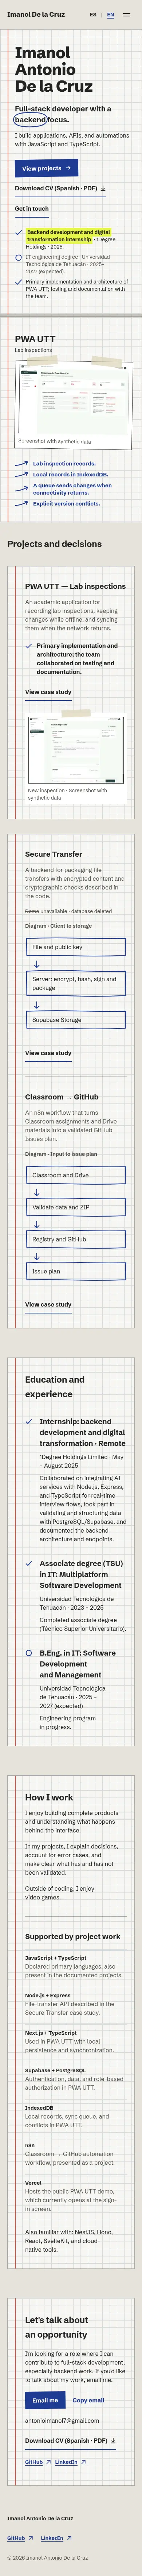 Imanol De la Cruz
ES | EN
Imanol
Antonio
De la Cruz
Full-stack developer with a
backend focus.
I build applications, APIs, and automations
with JavaScript and TypeScript.
View projects →
Download CV (Spanish · PDF)
Get in touch
Backend development and digital
transformation internship · 1Degree
Holdings · 2025.
IT engineering degree · Universidad
Tecnológica de Tehuacán · 2025–
2027 (expected).
Primary implementation and architecture of
PWA UTT; testing and documentation with
the team.
PWA UTT
Lab inspections
Screenshot with synthetic data
Lab inspection records.
Local records in IndexedDB.
A queue sends changes when
connectivity returns.
Explicit version conflicts.
Projects and decisions
PWA UTT — Lab inspections
An academic application for
recording lab inspections, keeping
changes while offline, and syncing
them when the network returns.
Primary implementation and
architecture; the team
collaborated on testing and
documentation.
View case study
New inspection · Screenshot with
synthetic data
Secure Transfer
A backend for packaging file
transfers with encrypted content and
cryptographic checks described in
the code.
Demo unavailable · database deleted
Diagram · Client to storage
File and public key
Server: encrypt, hash, sign and
package
Supabase Storage
View case study
Classroom → GitHub
An n8n workflow that turns
Classroom assignments and Drive
materials into a validated GitHub
Issues plan.
Diagram · Input to issue plan
Classroom and Drive
Validate data and ZIP
Registry and GitHub
Issue plan
View case study
Education and
experience
Internship: backend
development and digital
transformation · Remote
1Degree Holdings Limited · May
– August 2025
Collaborated on integrating AI
services with Node.js, Express,
and TypeScript for real-time
interview flows, took part in
validating and structuring data
with PostgreSQL/Supabase, and
documented the backend
architecture and endpoints.
Associate degree (TSU)
in IT: Multiplatform
Software Development
Universidad Tecnológica de
Tehuacán · 2023 – 2025
Completed associate degree
(Técnico Superior Universitario).
B.Eng. in IT: Software
Development
and Management
Universidad Tecnológica
de Tehuacán · 2025 –
2027 (expected)
Engineering program
in progress.
How I work
I enjoy building complete products
and understanding what happens
behind the interface.
In my projects, I explain decisions,
account for error cases, and
make clear what has and has not
been validated.
Outside of coding, I enjoy
video games.
Supported by project work
JavaScript + TypeScript
Declared primary languages, also
present in the documented projects.
Node.js + Express
File-transfer API described in the
Secure Transfer case study.
Next.js + TypeScript
Used in PWA UTT with local
persistence and synchronization.
Supabase + PostgreSQL
Authentication, data, and role-based
authorization in PWA UTT.
IndexedDB
Local records, sync queue, and
conflicts in PWA UTT.
n8n
Classroom → GitHub automation
workflow, presented as a project.
Vercel
Hosts the public PWA UTT demo,
which currently opens at the sign-
in screen.
Also familiar with: NestJS, Hono,
React, SvelteKit, and cloud-
native tools.
Let's talk about
an opportunity
I'm looking for a role where I can
contribute to full-stack development,
especially backend work. If you'd like
to talk about my work, email me.
Email me
Copy email
antonioimanol7@gmail.com
Download CV (Spanish · PDF)
GitHub ↗ LinkedIn ↗
Imanol Antonio De la Cruz
GitHub ↗ LinkedIn ↗
© 2026 Imanol Antonio De la Cruz